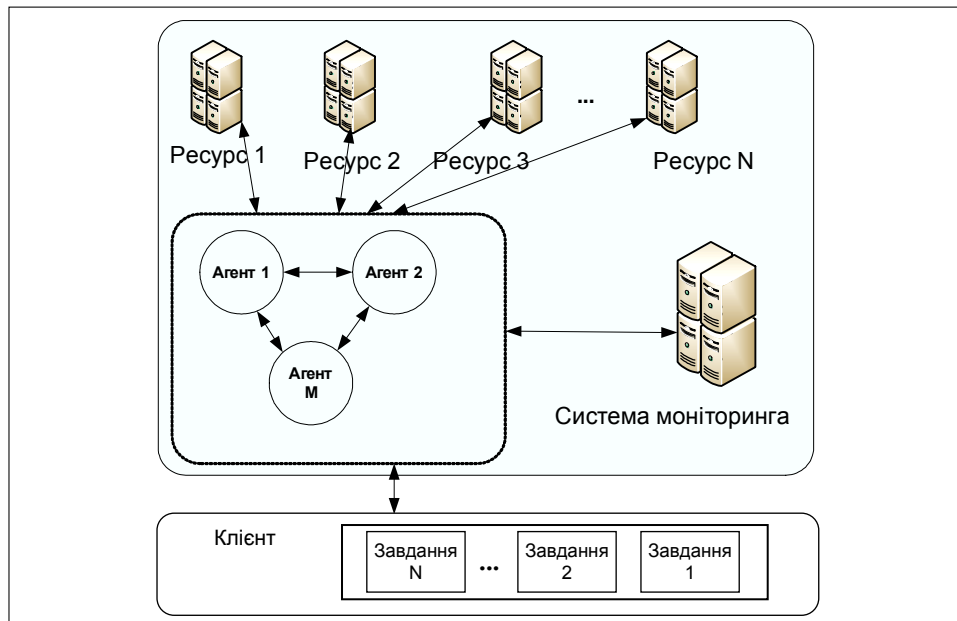 ...
Ресурс 1
Ресурс 2
Ресурс 3
Ресурс N
Агент 1
Агент 2
Агент
М
Система моніторинга
Клієнт
Завдання
N
...
Завдання
2
Завдання
1